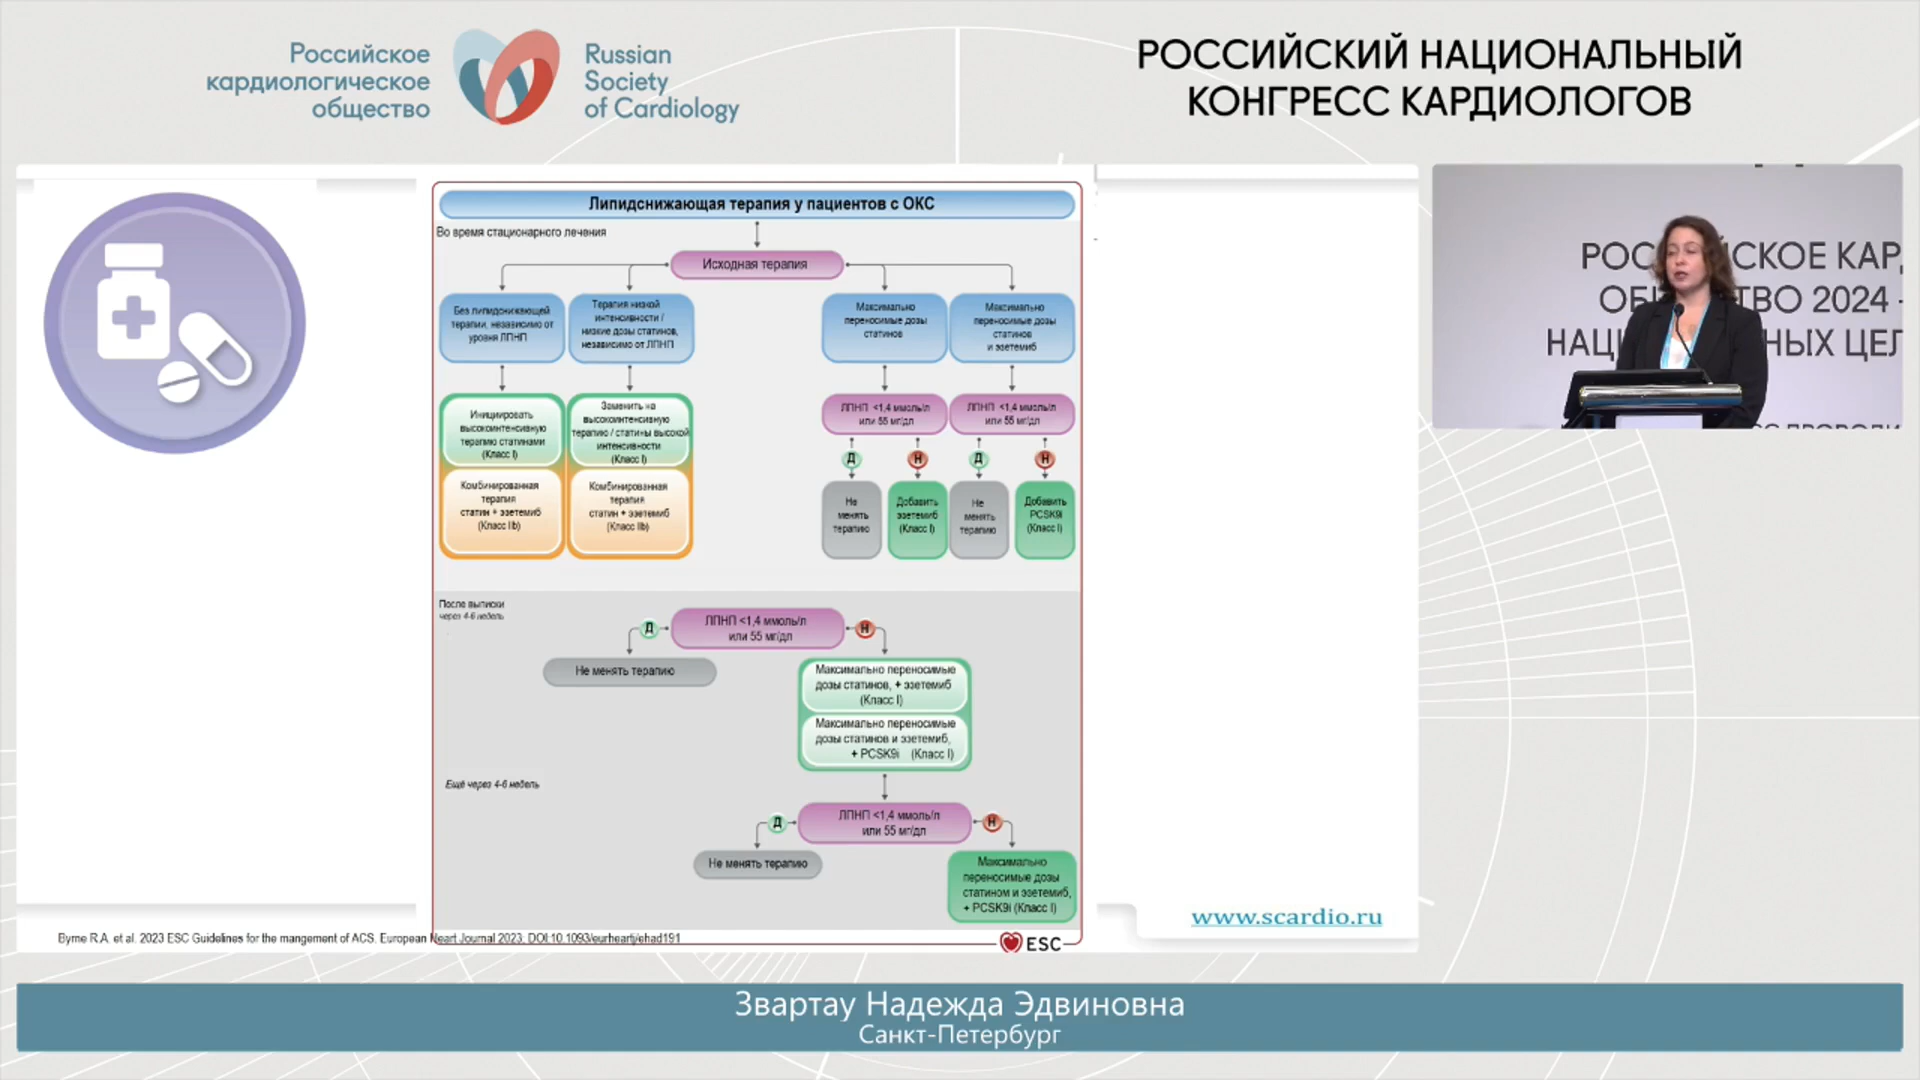 Российское
кардиологическое
общество
Russian
Society
of Cardiology
РОССИЙСКИЙ НАЦИОНАЛЬНЫЙ
КОНГРЕСС КАРДИОЛОГОВ
Липидснижающая терапия у пациентов с ОКС
Во время стационарного лечения
Исходная терапия
Без липидснижающей
терапии, независимо от
уровня ЛПНП
Терапия низкой
интенсивности /
низкие дозы статинов,
независимо от ЛПНП
Максимально
переносимые дозы
статинов
Максимально
переносимые дозы
статинов
и эзетемиб
Инициировать
высокоинтенсивную
терапию статинами
(Класс I)
Заменить на
высокоинтенсивную
терапию / статины высокой
интенсивности
(Класс I)
ЛПНП <1,4 ммоль/л
или 55 мг/дл
ЛПНП <1,4 ммоль/л
или 55 мг/дл
Д
Н
Д
Н
Комбинированная
терапия
статин + эзетемиб
(Класс IIb)
Комбинированная
терапия
статин + эзетемиб
(Класс IIb)
Не
менять
терапию
Добавить
эзетемиб
(Класс I)
Не
менять
терапию
Добавить
PCSK9i
(Класс I)
После выписки
через 4-6 недель
ЛПНП <1,4 ммоль/л
или 55 мг/дл
Д
Н
Не менять терапию
Максимально переносимые
дозы статинов, + эзетемиб
(Класс I)
Максимально переносимые
дозы статинов и эзетемиб,
+ PCSK9i (Класс I)
Ещё через 4-6 недель
ЛПНП <1,4 ммоль/л
или 55 мг/дл
Д
Н
Не менять терапию
Максимально
переносимые дозы
статином и эзетемиб,
+ PCSK9i (Класс I)
www.scardio.ru
Byrne R.A. et al. 2023 ESC Guidelines for the mangement of ACS. European Heart Journal 2023. DOI:10.1093/eurheartj/ehad191
ESC
КАР
2024 -
Звартау Надежда Эдвиновна
Санкт-Петербург